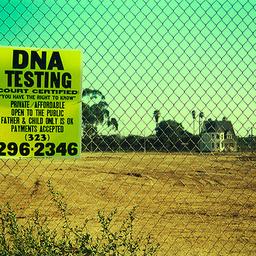 DNA
TESTING
COURT CERTIFIED
"YOU HAVE THE RIGHT TO KNOW"
PRIVATE/AFFORDABLE
OPEN TO THE PUBLIC
FATHER & CHILD ONLY IS OK
PAYMENTS ACCEPTED
(323)
296-2346